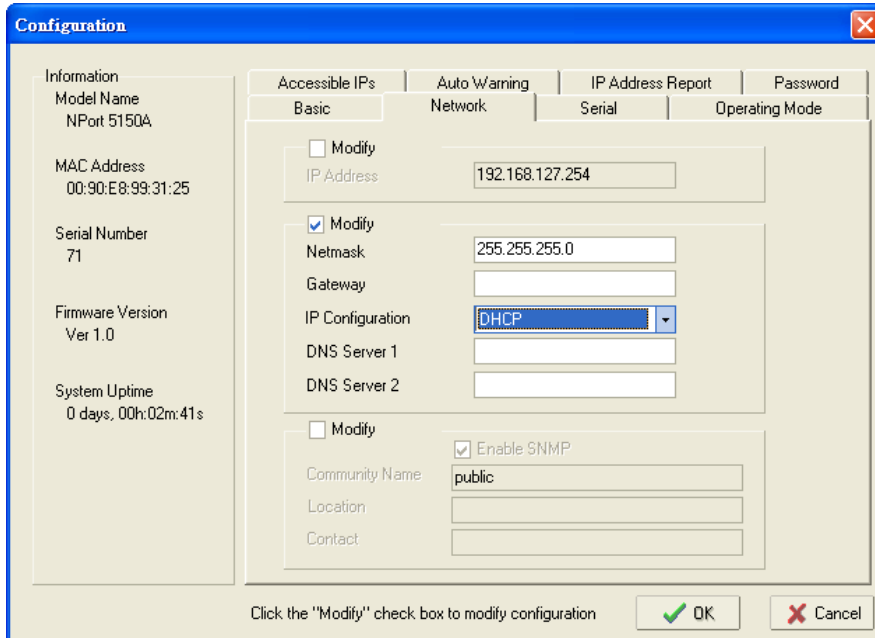 Configuration
Information
Model Name
NPort 5150A
MAC Address
00:90:E8:99:31:25
Serial Number
71
Firmware Version
Ver 1.0
System Uptime
0 days, 00h:02m:41s
Accessible IPs
Auto Warning
IP Address Report
Password
Basic
Network
Serial
Operating Mode
Modify
IP Address
192.168.127.254
Modify
Netmask
255.255.255.0
Gateway
IP Configuration
DHCP
DNS Server 1
DNS Server 2
Modify
Enable SNMP
Community Name
public
Location
Contact
Click the "Modify" check box to modify configuration
OK
Cancel